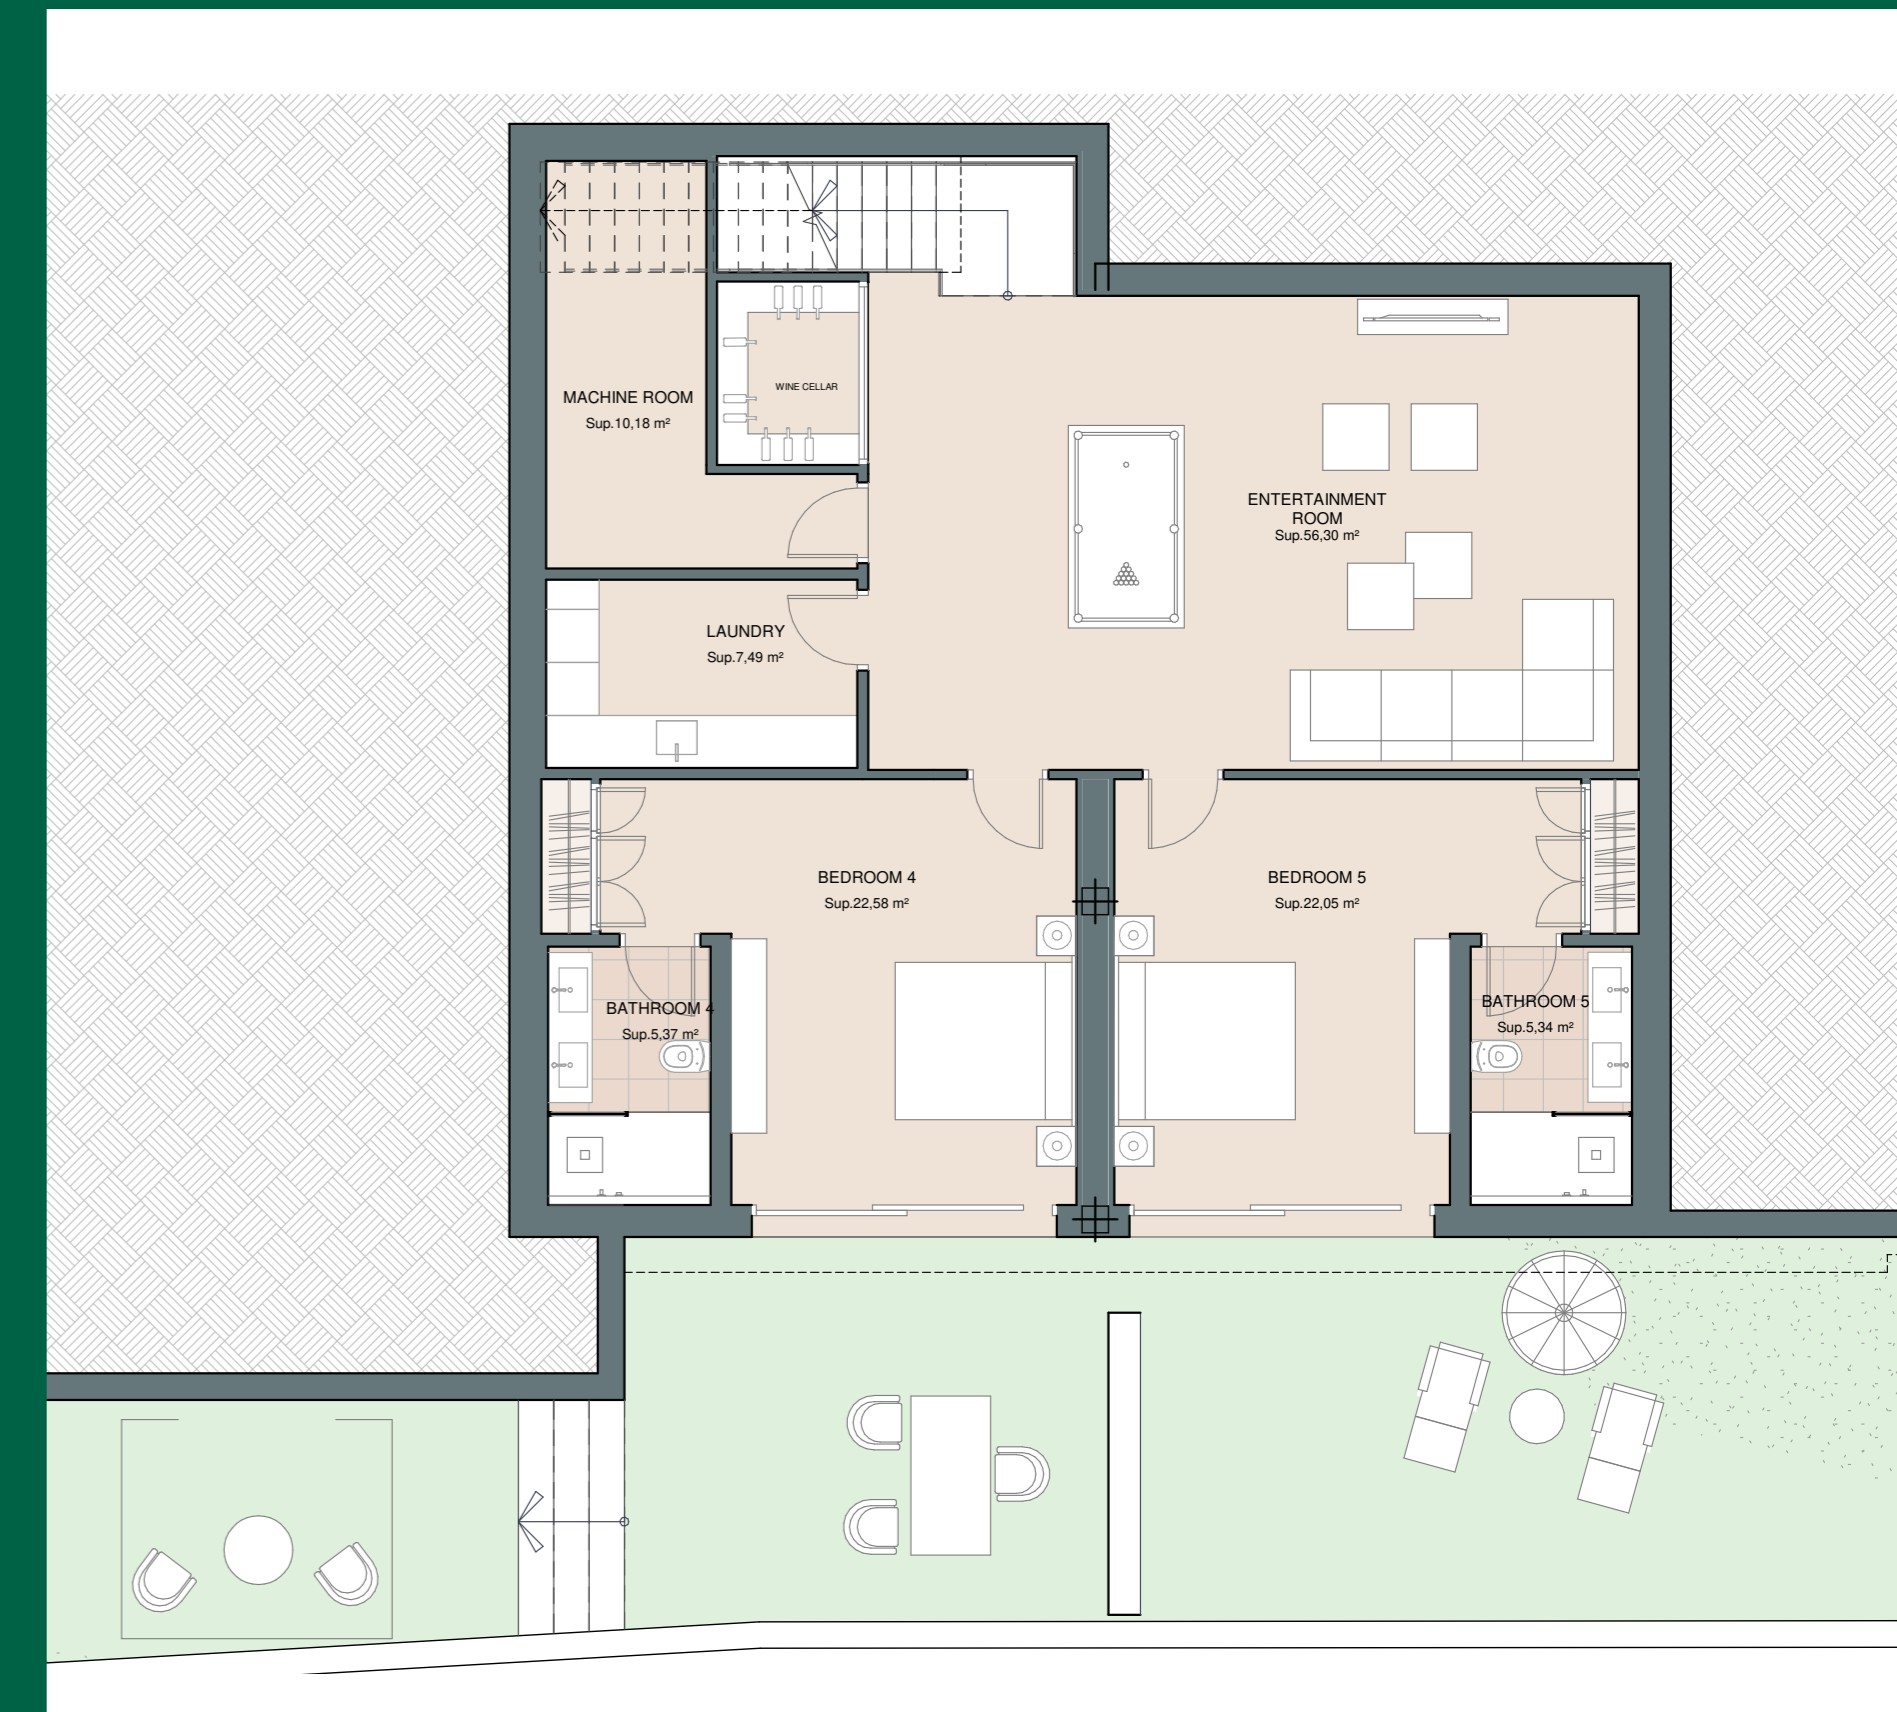 WINE CELLAR
MACHINE ROOM
Sup.10,18 m²
ENTERTAINMENT
ROOM
Sup.56,30 m²
LAUNDRY
Sup.7,49 m²
BEDROOM 4
Sup.22,58 m²
BEDROOM 5
Sup.22,05 m²
BATHROOM 4
Sup.5,37 m²
BATHROOM 5
Sup.5,34 m²